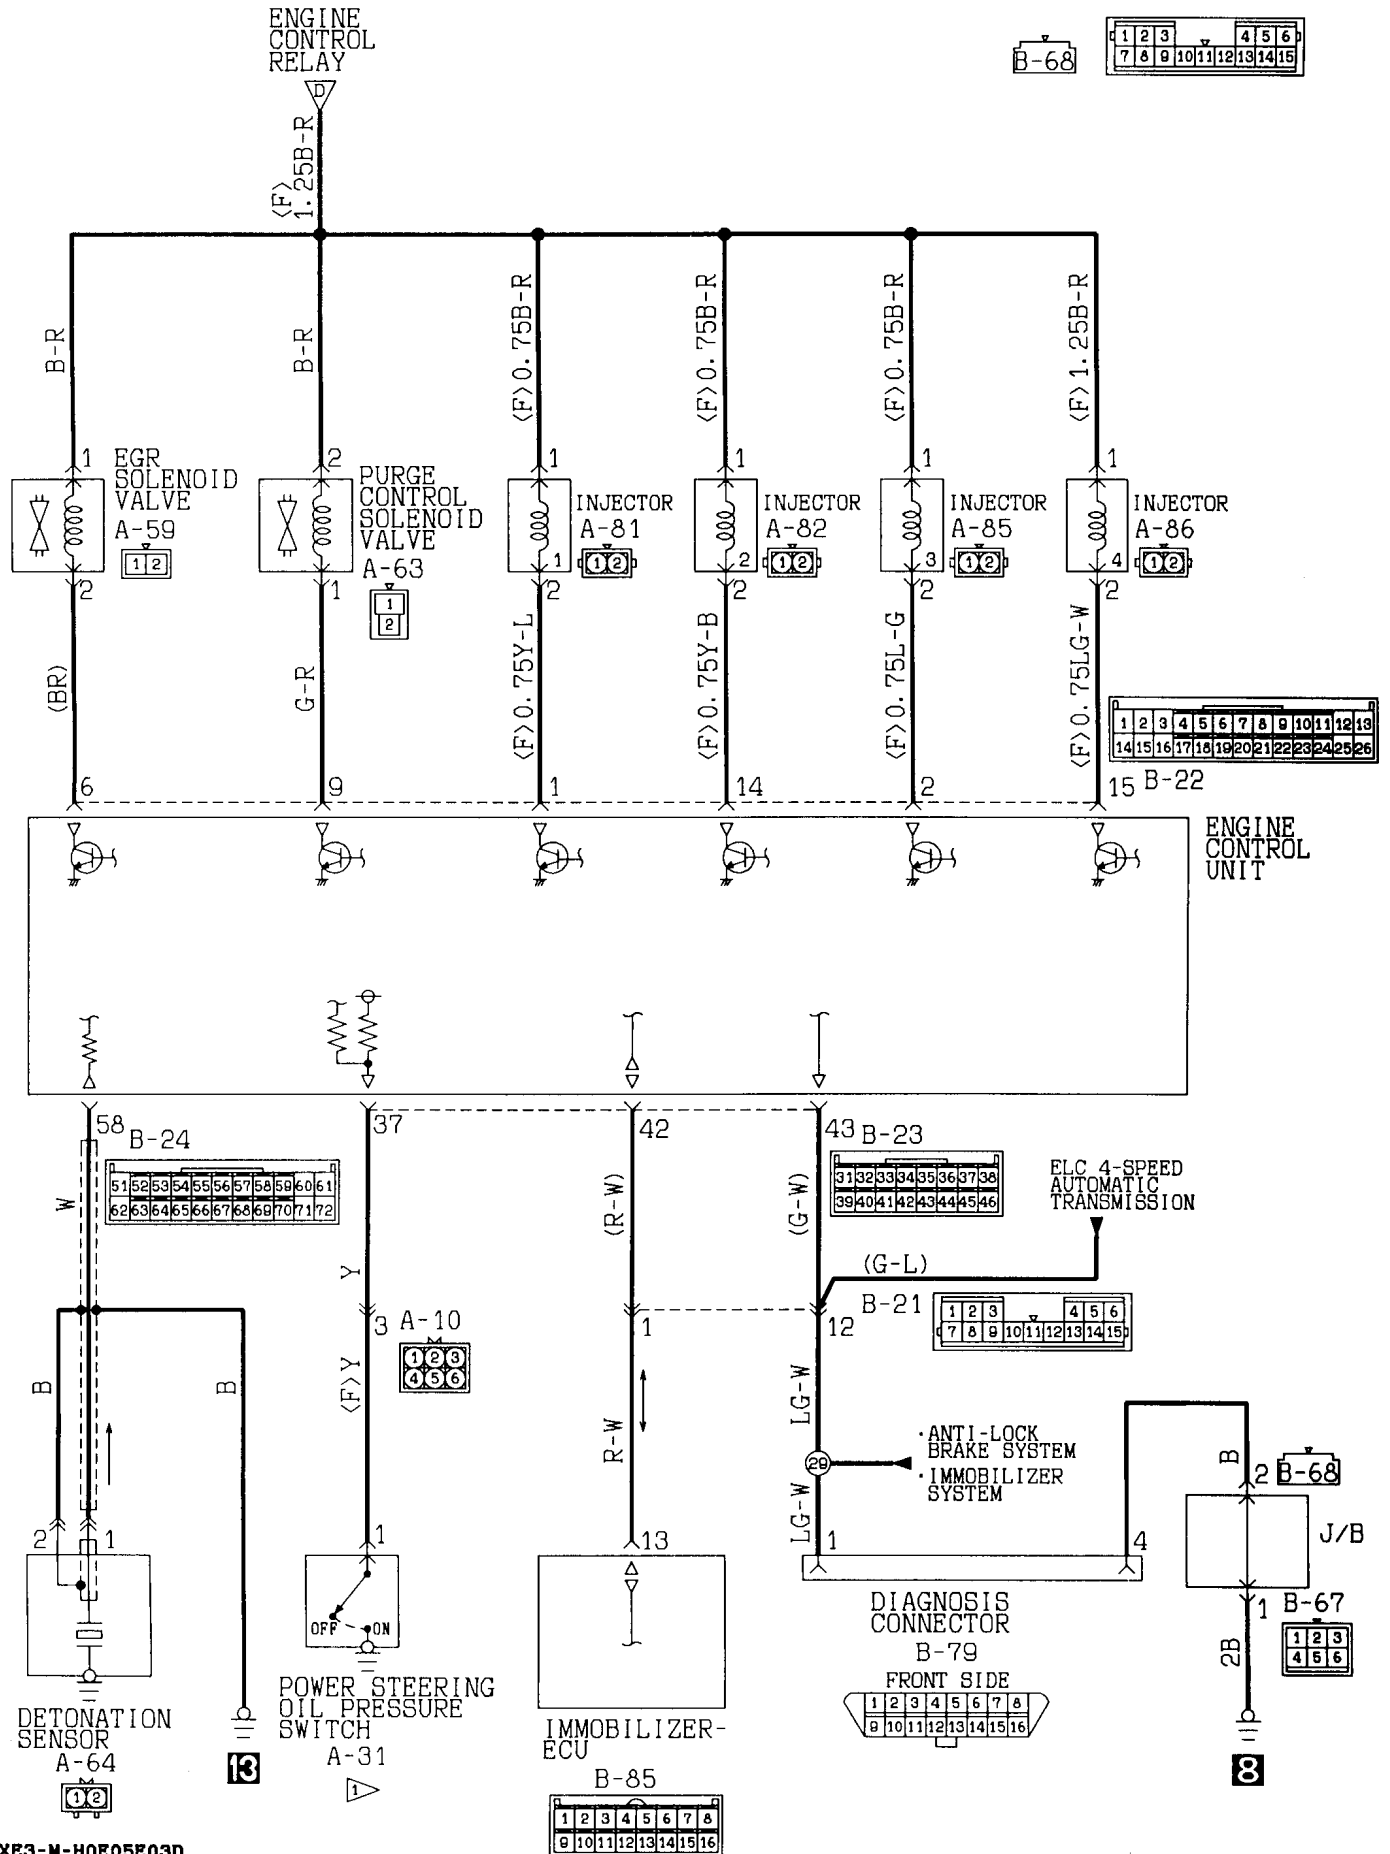 ENGINE
CONTROL
RELAY
D
<F>
1.25B-R
B-68
1 2 3 4 5 6
7 8 9 10 11 12 13 14 15
B-R
B-R
<F>0.75B-R
<F>0.75B-R
<F>0.75B-R
<F>1.25B-R
1
2
1
1
1
1
EGR
SOLENOID
VALVE
A-59
1 2
PURGE
CONTROL
SOLENOID
VALVE
A-63
1
2
INJECTOR
A-81
1 2
INJECTOR
A-82
1 2
INJECTOR
A-85
1 2
INJECTOR
A-86
1 2
1
2
3
4
2
1
2
2
2
2
(BR)
G-R
<F>0.75Y-L
<F>0.75Y-B
<F>0.75L-G
<F>0.75LG-W
1 2 3 4 5 6 7 8 9 10 11 12 13
14 15 16 17 18 19 20 21 22 23 24 25 26
B-22
6
9
1
14
2
15
ENGINE
CONTROL
UNIT
58
B-24
51 52 53 54 55 56 57 58 59 60 61
62 63 64 65 66 67 68 69 70 71 72
37
42
43
B-23
31 32 33 34 35 36 37 38
39 40 41 42 43 44 45 46
ELC 4-SPEED
AUTOMATIC
TRANSMISSION
W
Y
(R-W)
(G-W)
(G-L)
B-21
1 2 3 4 5 6
7 8 9 10 11 12 13 14 15
3
A-10
1 2 3
4 5 6
1
12
B
B
<F>Y
R-W
LG-W
29
·ANTI-LOCK
BRAKE SYSTEM
·IMMOBILIZER
SYSTEM
LG-W
B
2
B-68
J/B
2
1
1
13
1
4
OFF
ON
1
B-67
1 2 3
4 5 6
2B
8
DETONATION
SENSOR
A-64
1 2
13
POWER STEERING
OIL PRESSURE
SWITCH
A-31
1
IMMOBILIZER-
ECU
B-85
1 2 3 4 5 6 7 8
9 10 11 12 13 14 15 16
DIAGNOSIS
CONNECTOR
B-79
FRONT SIDE
1 2 3 4 5 6 7 8
9 10 11 12 13 14 15 16
XE3-M-H0E05E03D